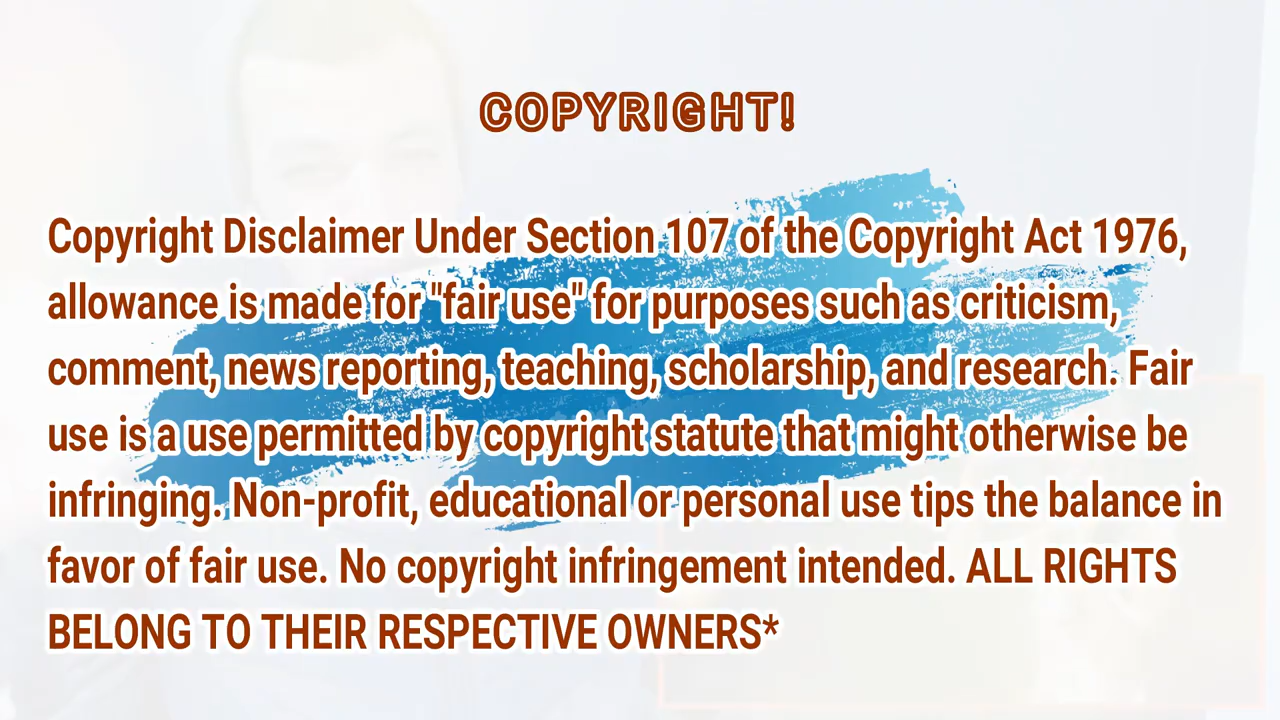 COPYRIGHT!
Copyright Disclaimer Under Section 107 of the Copyright Act 1976,
allowance is made for "fair use" for purposes such as criticism,
comment, news reporting, teaching, scholarship, and research. Fair
use is a use permitted by copyright statute that might otherwise be
infringing. Non-profit, educational or personal use tips the balance in
favor of fair use. No copyright infringement intended. ALL RIGHTS
BELONG TO THEIR RESPECTIVE OWNERS*